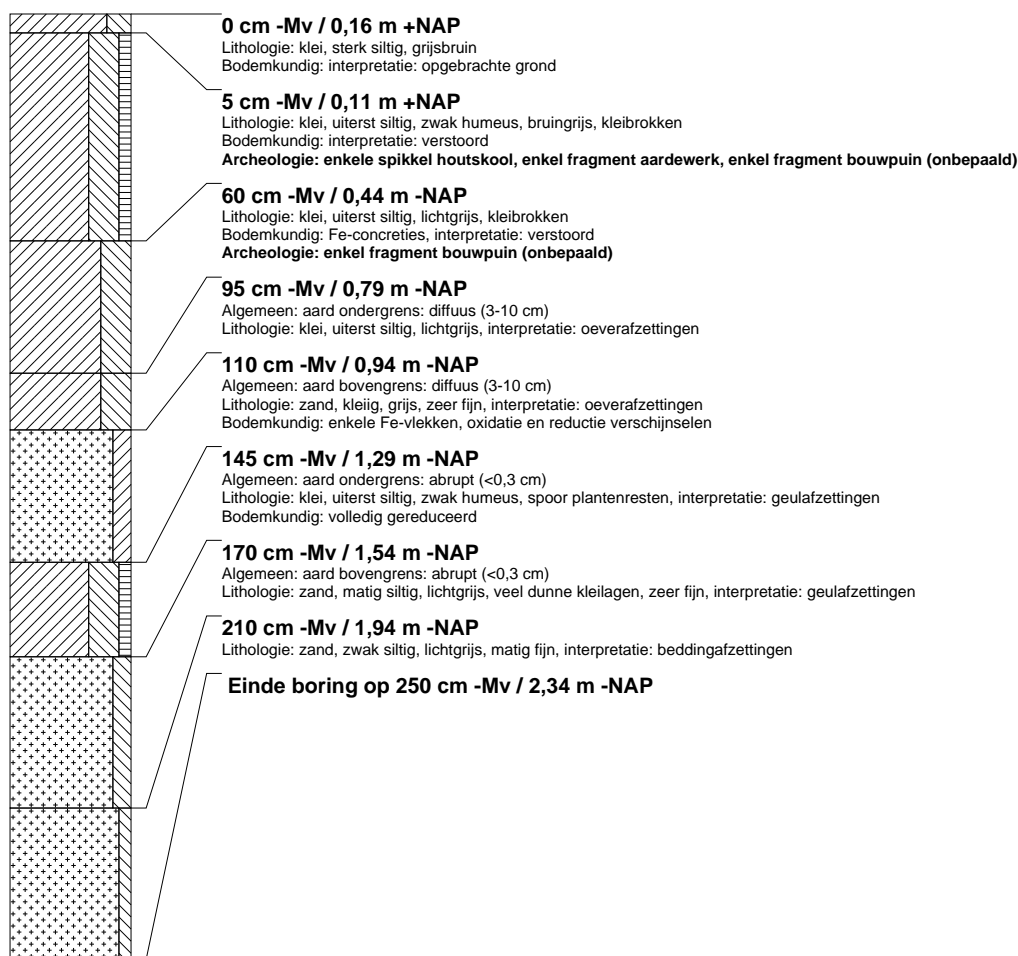 0 cm -Mv / 0,16 m +NAP
Lithologie: klei, sterk siltig, grijsbruin
Bodemkundig: interpretatie: opgebrachte grond
5 cm -Mv / 0,11 m +NAP
Lithologie: klei, uiterst siltig, zwak humeus, bruingrijs, kleibrokken
Bodemkundig: interpretatie: verstoord
Archeologie: enkele spikkel houtskool, enkel fragment aardewerk, enkel fragment bouwpuin (onbepaald)
60 cm -Mv / 0,44 m -NAP
Lithologie: klei, uiterst siltig, lichtgrijs, kleibrokken
Bodemkundig: Fe-concreties, interpretatie: verstoord
Archeologie: enkel fragment bouwpuin (onbepaald)
95 cm -Mv / 0,79 m -NAP
Algemeen: aard ondergrens: diffuus (3-10 cm)
Lithologie: klei, uiterst siltig, lichtgrijs, interpretatie: oeverafzettingen
110 cm -Mv / 0,94 m -NAP
Algemeen: aard bovengrens: diffuus (3-10 cm)
Lithologie: zand, kleiig, grijs, zeer fijn, interpretatie: oeverafzettingen
Bodemkundig: enkele Fe-vlekken, oxidatie en reductie verschijnselen
145 cm -Mv / 1,29 m -NAP
Algemeen: aard ondergrens: abrupt (<0,3 cm)
Lithologie: klei, uiterst siltig, zwak humeus, spoor plantenresten, interpretatie: geulafzettingen
Bodemkundig: volledig gereduceerd
170 cm -Mv / 1,54 m -NAP
Algemeen: aard bovengrens: abrupt (<0,3 cm)
Lithologie: zand, matig siltig, lichtgrijs, veel dunne kleilagen, zeer fijn, interpretatie: geulafzettingen
210 cm -Mv / 1,94 m -NAP
Lithologie: zand, zwak siltig, lichtgrijs, matig fijn, interpretatie: beddingafzettingen
Einde boring op 250 cm -Mv / 2,34 m -NAP